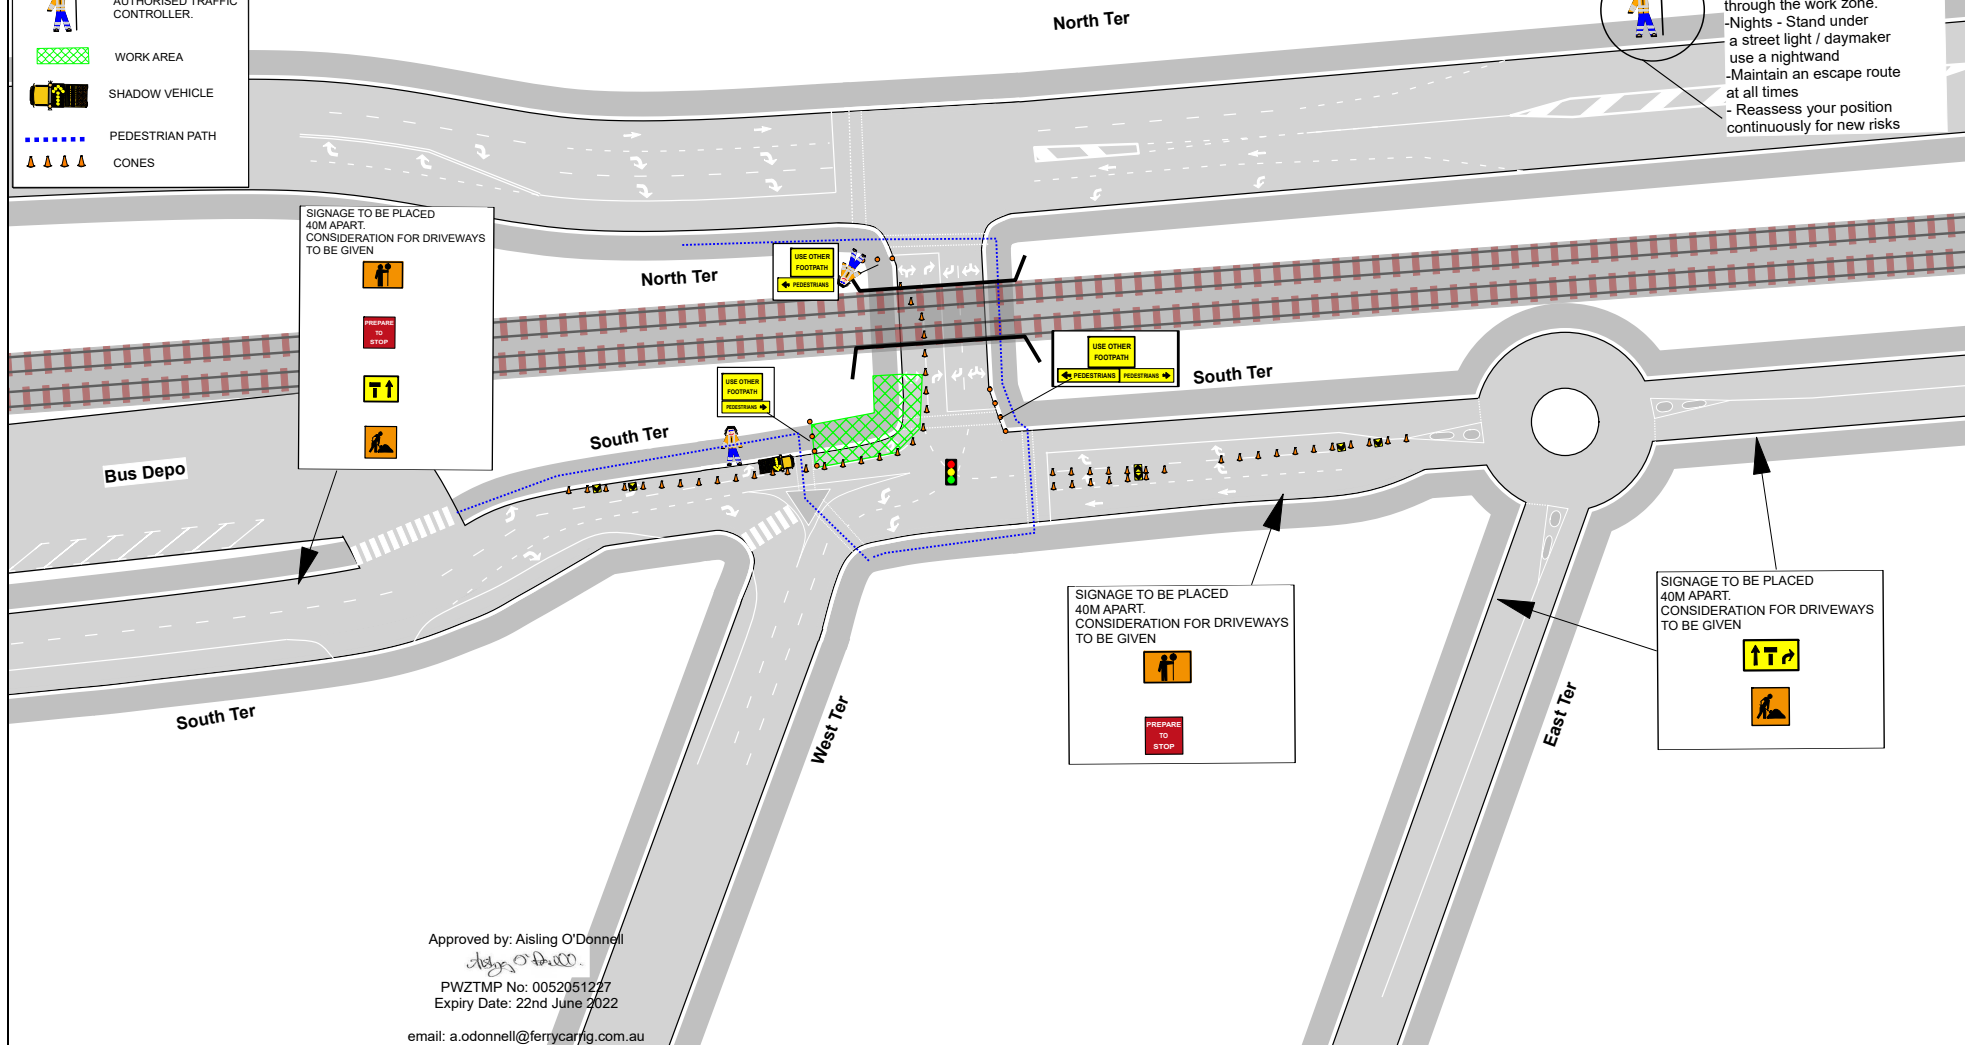 AUTHORISED TRAFFIC
CONTROLLER.
WORK AREA
SHADOW VEHICLE
PEDESTRIAN PATH
CONES
North Ter
through the work zone.
-Nights - Stand under
a street light / daymaker
use a nightwand
-Maintain an escape route
at all times
- Reassess your position
continuously for new risks
SIGNAGE TO BE PLACED
40M APART.
CONSIDERATION FOR DRIVEWAYS
TO BE GIVEN
PREPARE
TO
STOP
North Ter
USE OTHER
FOOTPATH
PEDESTRIANS
USE OTHER
FOOTPATH
PEDESTRIANS
USE OTHER
FOOTPATH
PEDESTRIANS PEDESTRIANS
South Ter
South Ter
Bus Depo
South Ter
West Ter
East Ter
SIGNAGE TO BE PLACED
40M APART.
CONSIDERATION FOR DRIVEWAYS
TO BE GIVEN
PREPARE
TO
STOP
SIGNAGE TO BE PLACED
40M APART.
CONSIDERATION FOR DRIVEWAYS
TO BE GIVEN
Approved by: Aisling O'Donnell
Aisling O'Donnell.
PWZTMP No: 0052051227
Expiry Date: 22nd June 2022
email: a.odonnell@ferrycarrig.com.au